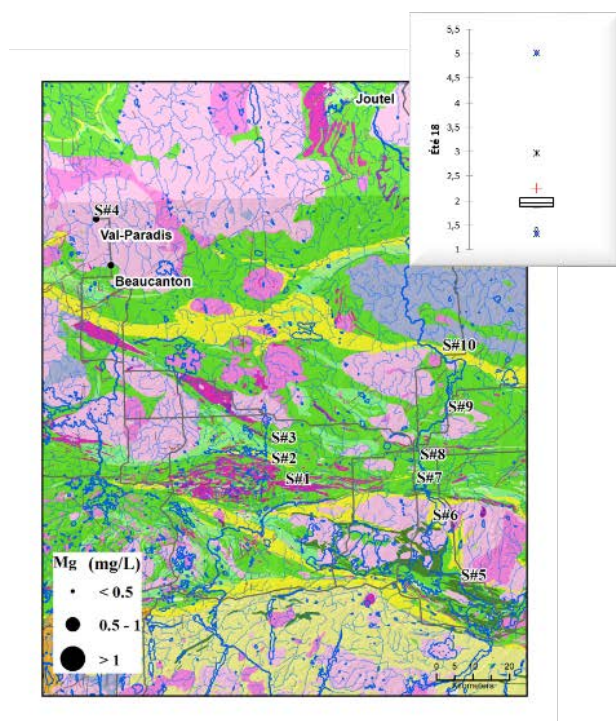 5,5
5
4,5
4
3,5
3
2,5
2
1,5
1
Été 18
Joutel
S#4
Val-Paradis
Beaucanton
S#10
S#9
S#3
S#8
S#2
S#7
S#1
S#6
S#5
Mg (mg/L)
< 0.5
0.5 - 1
> 1
0 5 10 20
Kilometers